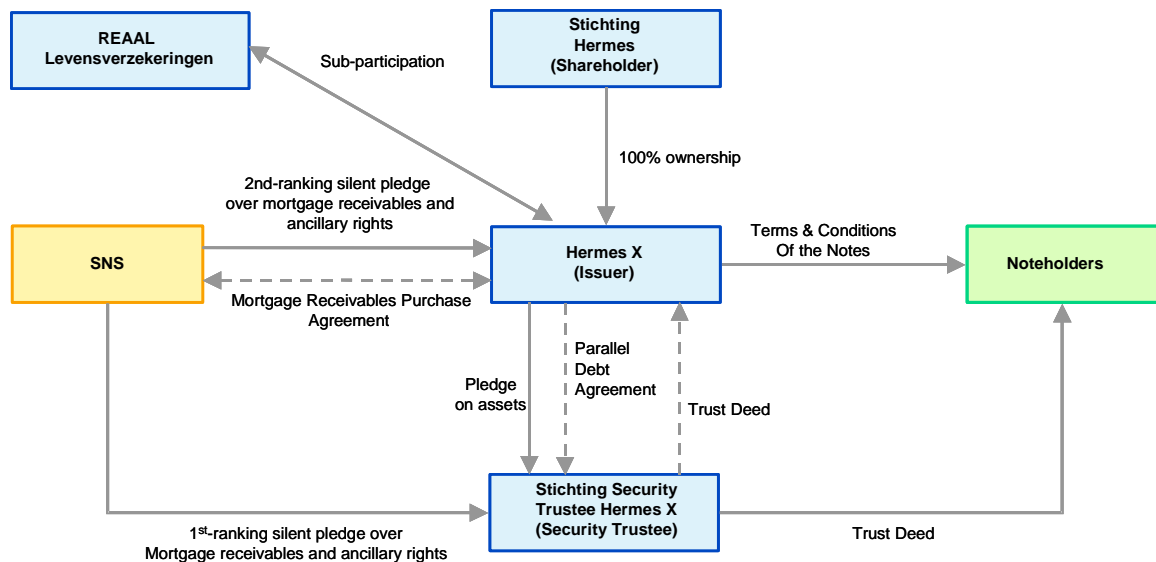 REAAL
Levensverzekeringen
Stichting
Hermes
(Shareholder)
Sub-participation
100% ownership
2nd-ranking silent pledge
over mortgage receivables and
ancillary rights
SNS
Hermes X
(Issuer)
Terms & Conditions
Of the Notes
Noteholders
Mortgage Receivables Purchase
Agreement
Pledge
on assets
Parallel
Debt
Agreement
Trust Deed
Stichting Security
Trustee Hermes X
(Security Trustee)
1st-ranking silent pledge over
Mortgage receivables and ancillary rights
Trust Deed